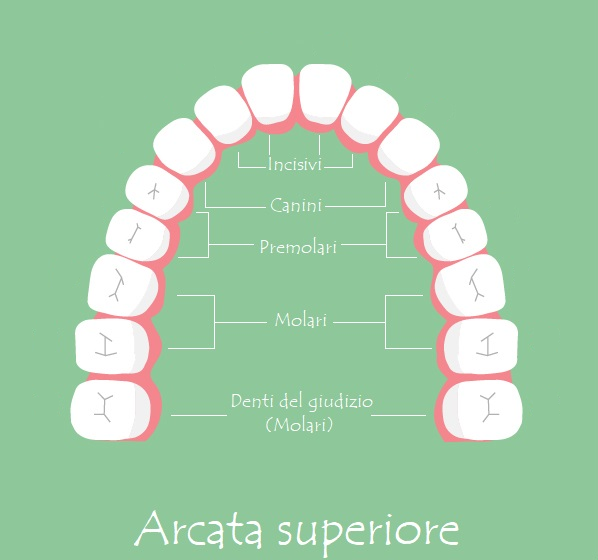 Incisivi
Canini
Premolari
Molari
Denti del giudizio
(Molari)
Arcata superiore